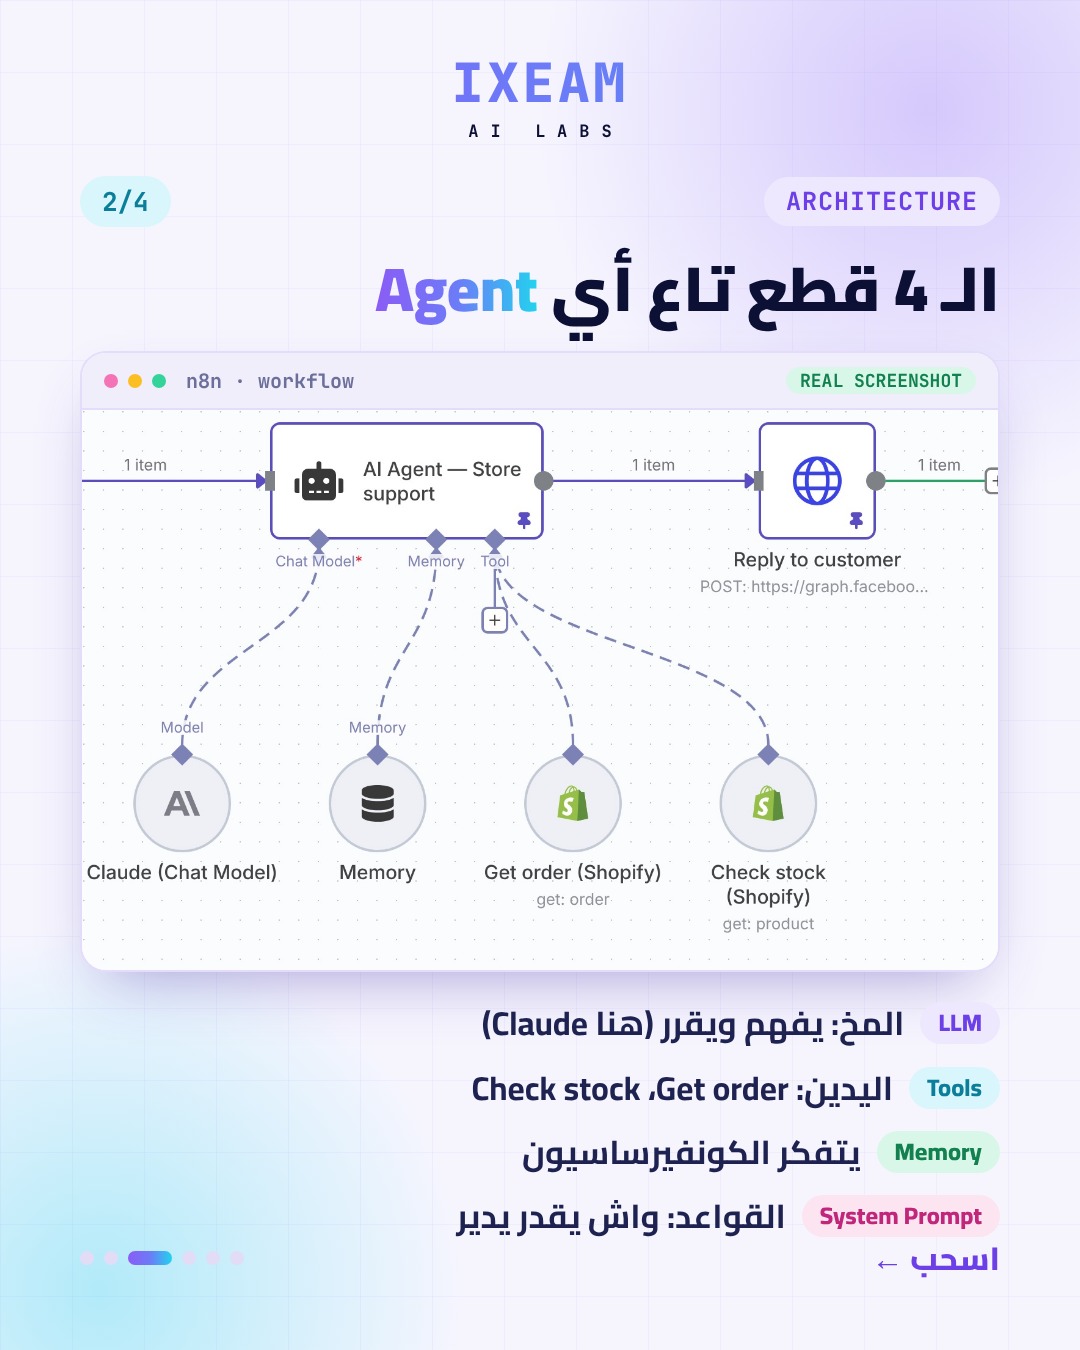 IXEAM
AI LABS
2/4
ARCHITECTURE
الـ 4 قطع تاع أي Agent
n8n · workflow
REAL SCREENSHOT
1 item
AI Agent — Store
support
1 item
1 item
Chat Model*
Memory
Tool
Reply to customer
POST: https://graph.faceboo...
Model
Memory
Claude (Chat Model)
Memory
Get order (Shopify)
get: order
Check stock
(Shopify)
get: product
LLM المخ: يفهم ويقرر (هنا Claude)
Tools اليدين: Get order، Check stock
Memory يتفكر الكونفيرساسيون
System Prompt القواعد: واش يقدر يدير
اسحب ←